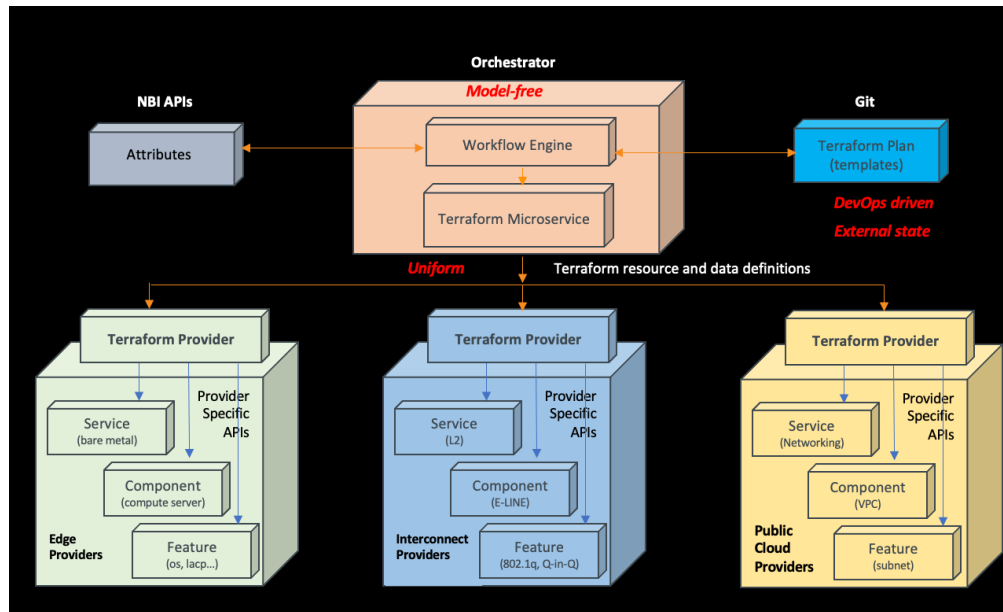 Orchestrator
Model-free
NBI APIs
Git
Attributes
Workflow Engine
Terraform Plan
(templates)
Terraform Microservice
DevOps driven
External state
Uniform
Terraform resource and data definitions
Terraform Provider
Provider
Specific
APIs
Service
(bare metal)
Component
(compute server)
Edge
Providers
Feature
(os, lacp...)
Terraform Provider
Provider
Specific
APIs
Service
(L2)
Component
(E-LINE)
Interconnect
Providers
Feature
(802.1q, Q-in-Q)
Terraform Provider
Provider
Specific
APIs
Service
(Networking)
Component
(VPC)
Public
Cloud
Providers
Feature
(subnet)